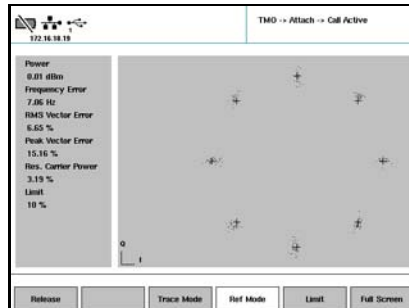 TMO -> Attach -> Call Active
172.16.18.19
Power
0.01 dBm
Frequency Error
7.06 Hz
RMS Vector Error
6.65 %
Peak Vector Error
15.16 %
Res. Carrier Power
3.19 %
Limit
10 %
Q
I
Release
Trace Mode
Ref Mode
Limit
Full Screen